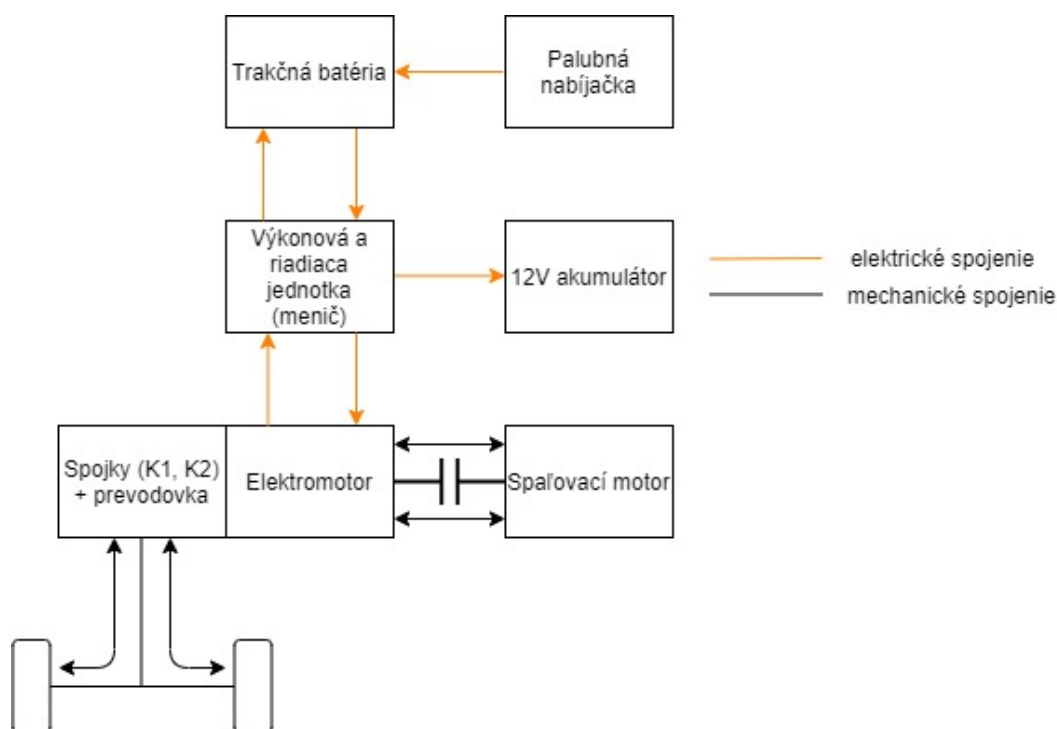 Trakčná batéria
Palubná
nabíjačka
Výkonová a
riadiaca
jednotka
(menič)
12V akumulátor
elektrické spojenie
mechanické spojenie
Spojky (K1, K2)
+ prevodovka
Elektromotor
Spaľovací motor